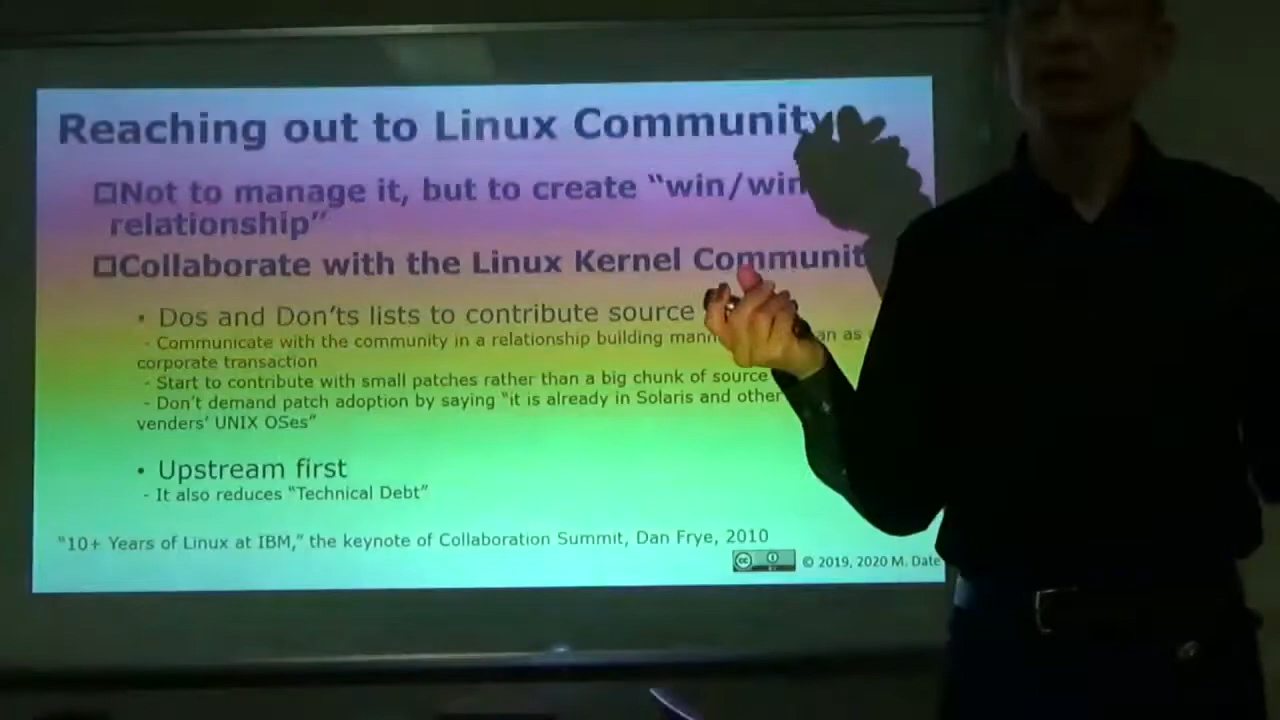 Reaching out to Linux Community
□Not to manage it, but to create “win/win
relationship”
□Collaborate with the Linux Kernel Communit
• Dos and Don’ts lists to contribute source
- Communicate with the community in a relationship building mann an as
corporate transaction
- Start to contribute with small patches rather than a big chunk of source
- Don’t demand patch adoption by saying “it is already in Solaris and other
venders’ UNIX OSes”
• Upstream first
- It also reduces “Technical Debt”
“10+ Years of Linux at IBM,” the keynote of Collaboration Summit, Dan Frye, 2010
cc © 2019, 2020 M. Date